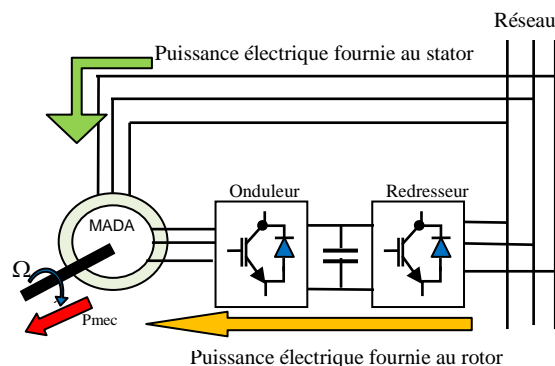 Réseau
Puissance électrique fournie au stator
Onduleur
Redresseur
MADA
Ω
Pmec
Puissance électrique fournie au rotor